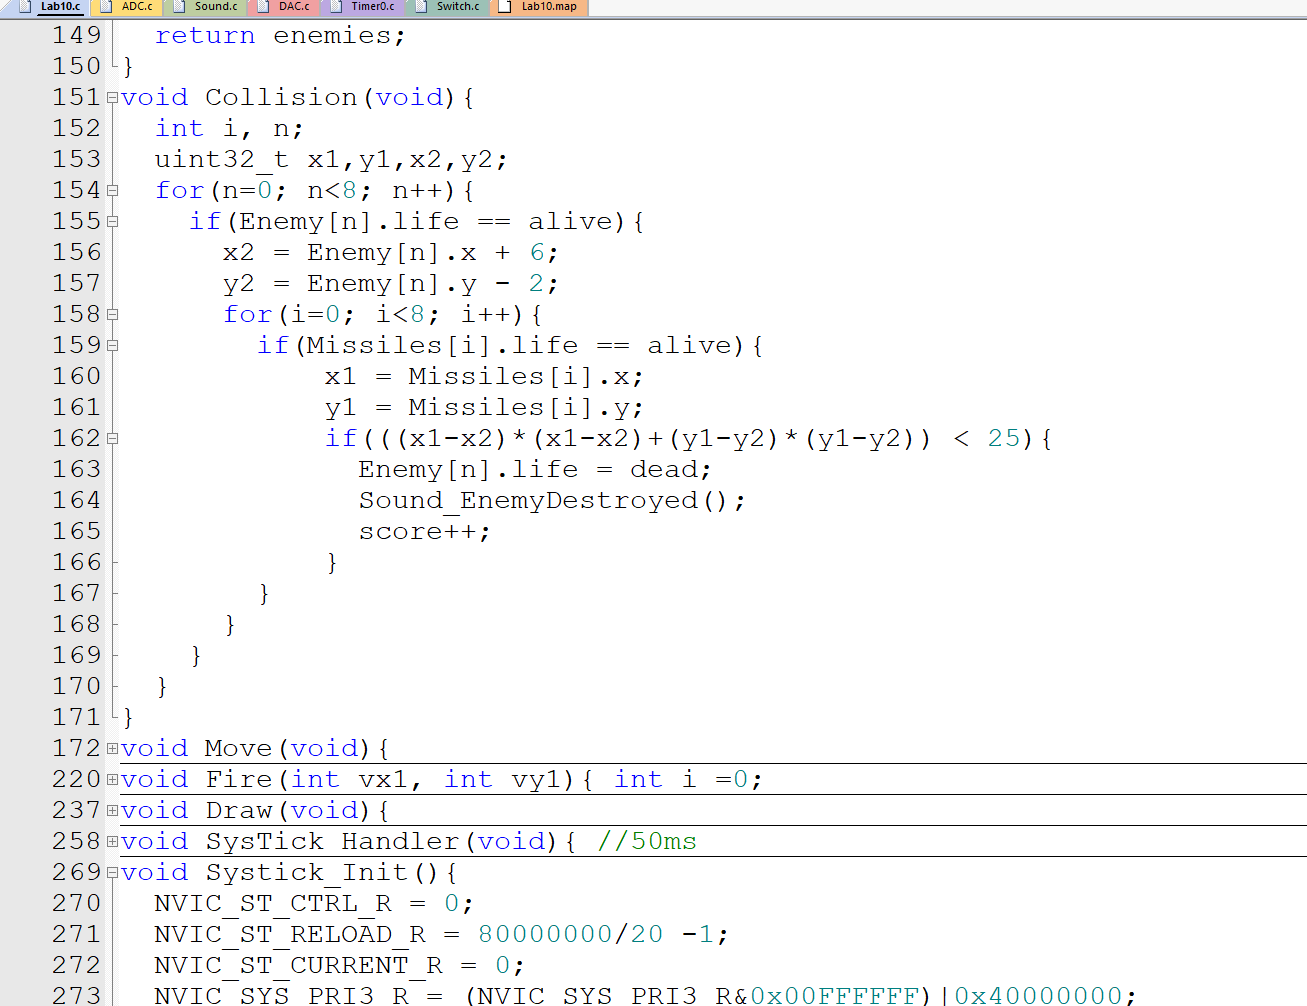 Lab10.c ADC.c Sound.c DAC.c Timer0.c Switch.c Lab10.map
149 return enemies;
150 }
151 void Collision(void){
152 int i, n;
153 uint32_t x1,y1,x2,y2;
154 for(n=0; n<8; n++){
155 if(Enemy[n].life == alive){
156 x2 = Enemy[n].x + 6;
157 y2 = Enemy[n].y - 2;
158 for(i=0; i<8; i++){
159 if(Missiles[i].life == alive){
160 x1 = Missiles[i].x;
161 y1 = Missiles[i].y;
162 if(((x1-x2)*(x1-x2)+(y1-y2)*(y1-y2)) < 25){
163 Enemy[n].life = dead;
164 Sound_EnemyDestroyed();
165 score++;
166 }
167 }
168 }
169 }
170 }
171 }
172 void Move(void){
220 void Fire(int vx1, int vy1){ int i =0;
237 void Draw(void){
258 void SysTick_Handler(void){ //50ms
269 void Systick_Init(){
270 NVIC_ST_CTRL_R = 0;
271 NVIC_ST_RELOAD_R = 80000000/20 -1;
272 NVIC_ST_CURRENT_R = 0;
273 NVIC_SYS_PRI3_R = (NVIC_SYS_PRI3_R&0x00FFFFFF)|0x40000000;